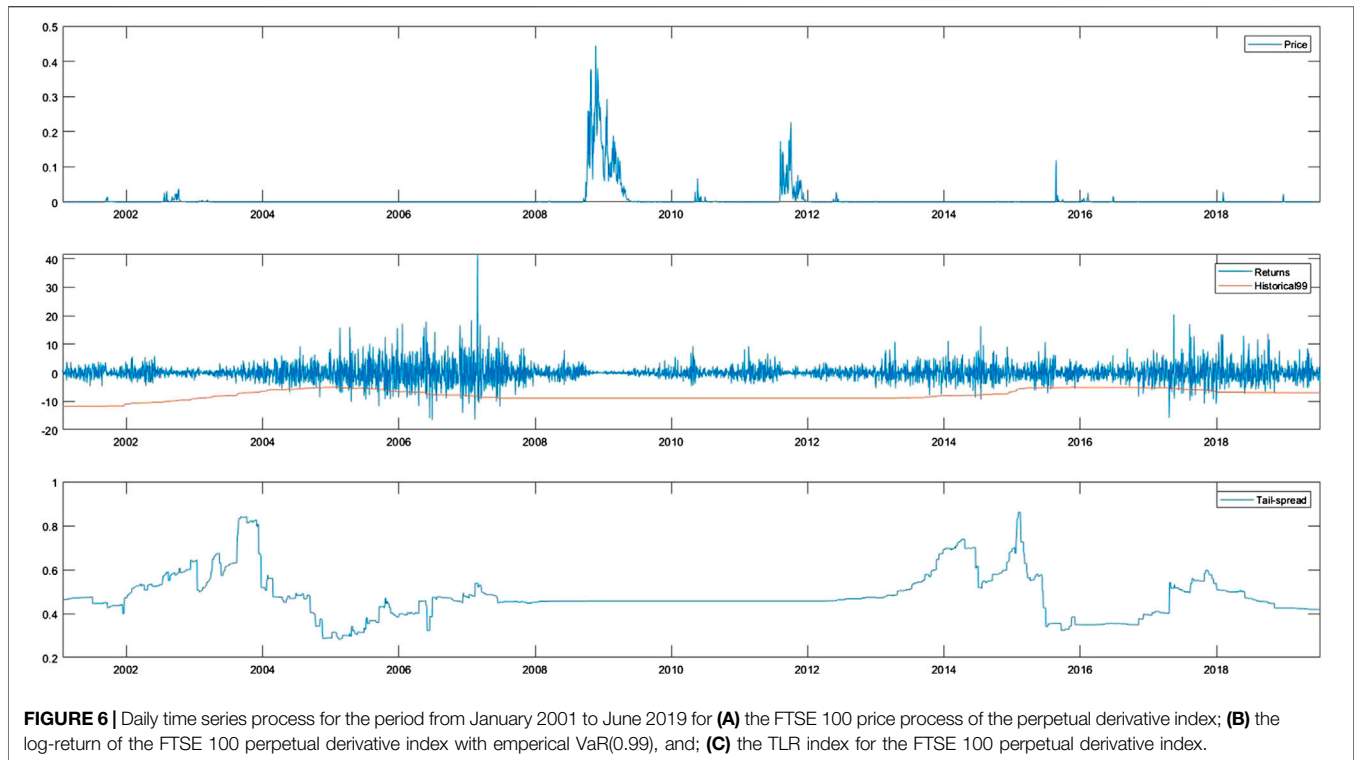 0.5
0.4
0.3
0.2
0.1
0
Price
2002 2004 2006 2008 2010 2012 2014 2016 2018
40
30
20
10
0
-10
-20
Returns
Historical99
2002 2004 2006 2008 2010 2012 2014 2016 2018
1
0.8
0.6
0.4
0.2
Tail-spread
2002 2004 2006 2008 2010 2012 2014 2016 2018
FIGURE 6 | Daily time series process for the period from January 2001 to June 2019 for (A) the FTSE 100 price process of the perpetual derivative index; (B) the
log-return of the FTSE 100 perpetual derivative index with emperical VaR(0.99), and; (C) the TLR index for the FTSE 100 perpetual derivative index.